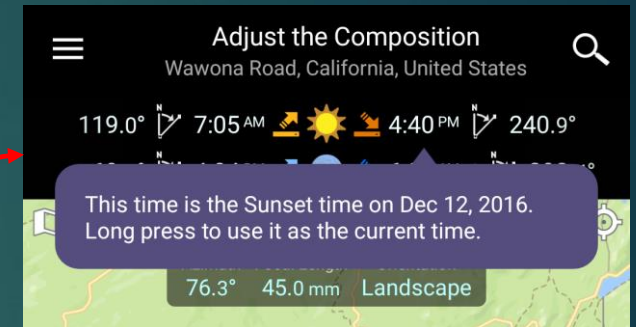 Adjust the Composition
Wawona Road, California, United States
119.0° N 7:05 AM 4:40 PM N 240.9°
This time is the Sunset time on Dec 12, 2016.
Long press to use it as the current time.
76.3° 45.0 mm Landscape